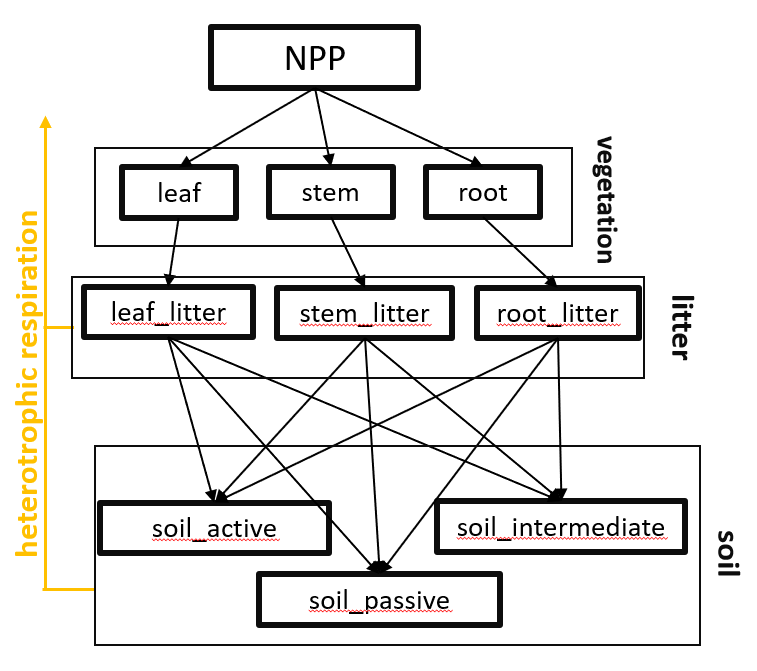 NPP
vegetation
leaf
stem
root
leaf_litter
stem_litter
root_litter
litter
heterotrophic respiration
soil_active
soil_intermediate
soil
soil_passive